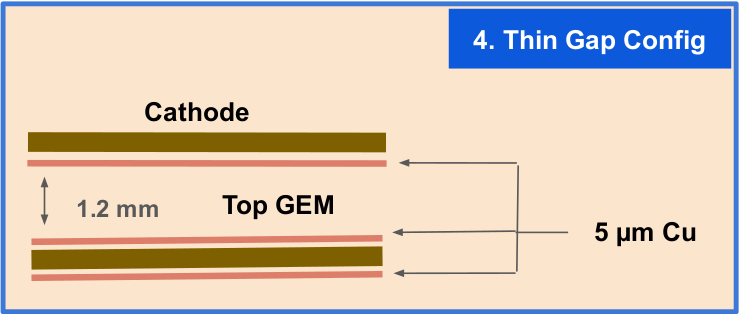 4. Thin Gap Config
Cathode
1.2 mm
Top GEM
5 μm Cu